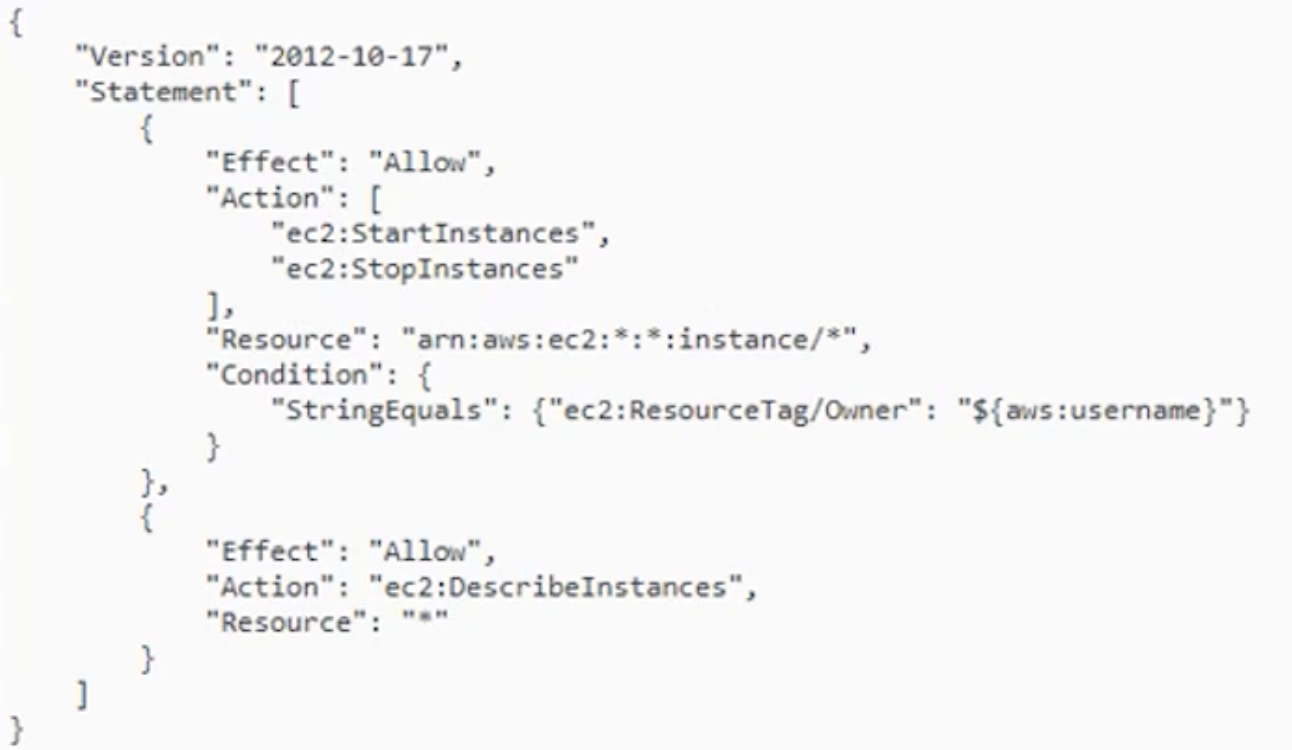 {
    "Version": "2012-10-17",
    "Statement": [
        {
            "Effect": "Allow",
            "Action": [
                "ec2:StartInstances",
                "ec2:StopInstances"
            ],
            "Resource": "arn:aws:ec2:*:*:instance/*",
            "Condition": {
                "StringEquals": {"ec2:ResourceTag/Owner": "${aws:username}"}
            }
        },
        {
            "Effect": "Allow",
            "Action": "ec2:DescribeInstances",
            "Resource": "*"
        }
    ]
}